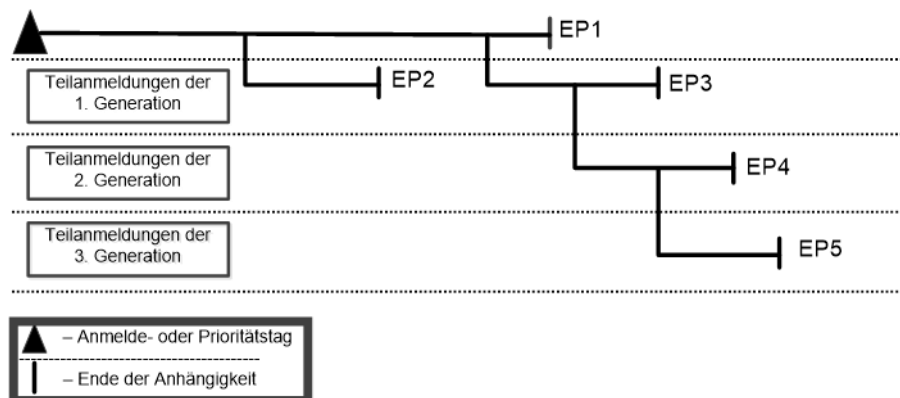 EP1
Teilanmeldungen der
1. Generation
EP2
EP3
Teilanmeldungen der
2. Generation
EP4
Teilanmeldungen der
3. Generation
EP5
– Anmelde- oder Prioritätstag
– Ende der Anhängigkeit